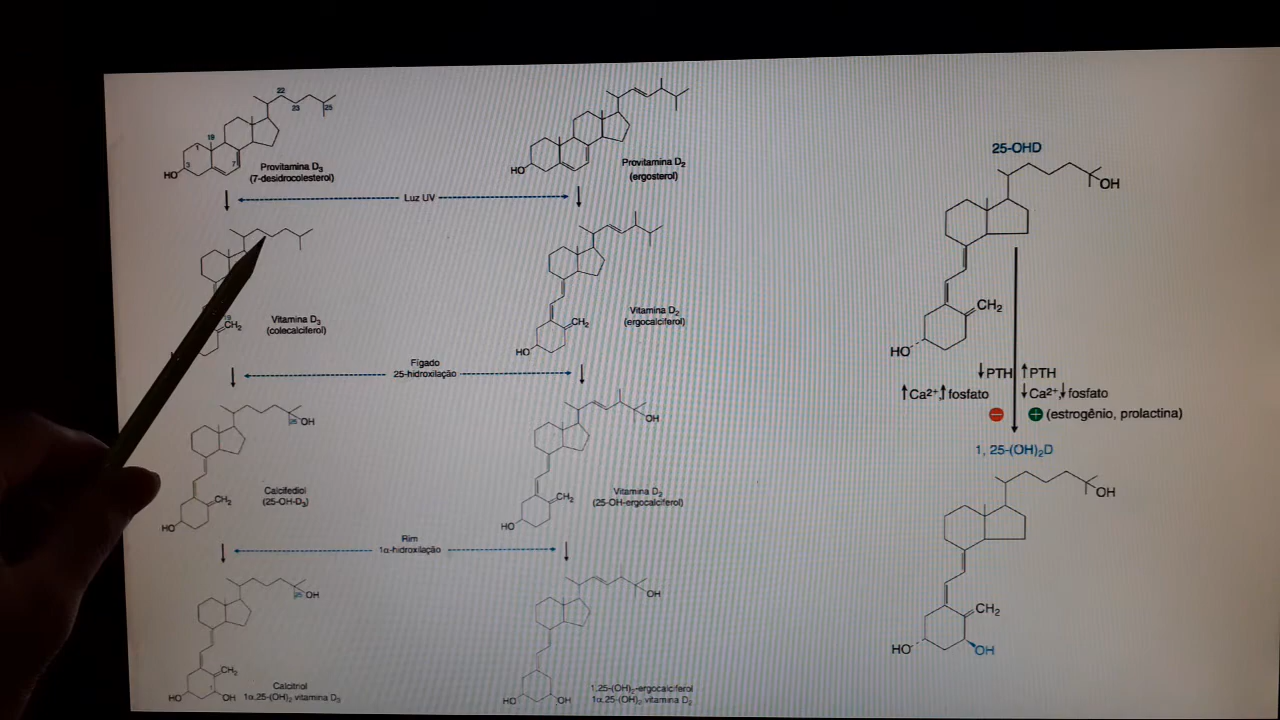 22
23
25
19
1
3
7
HO
Provitamina D3
(7-desidrocolesterol)
HO
Provitamina D2
(ergosterol)
Luz UV
19
CH2
Vitamina D3
(colecalciferol)
CH2
HO
Vitamina D2
(ergocalciferol)
Fígado
25-hidroxilação
25 OH
CH2
HO
Calcifediol
(25-OH-D3)
OH
CH2
HO
Vitamina D2
(25-OH-ergocalciferol)
Rim
1α-hidroxilação
25 OH
CH2
HO
OH
Calcitriol
1α,25-(OH)2 vitamina D3
OH
HO
OH
1,25-(OH)2-ergocalciferol
1α,25-(OH)2 vitamina D2
25-OHD
OH
CH2
HO
↓PTH ↑PTH
↑Ca2+,↑fosfato ↓Ca2+,↓fosfato
− + (estrogênio, prolactina)
1, 25-(OH)2D
OH
CH2
HO
OH